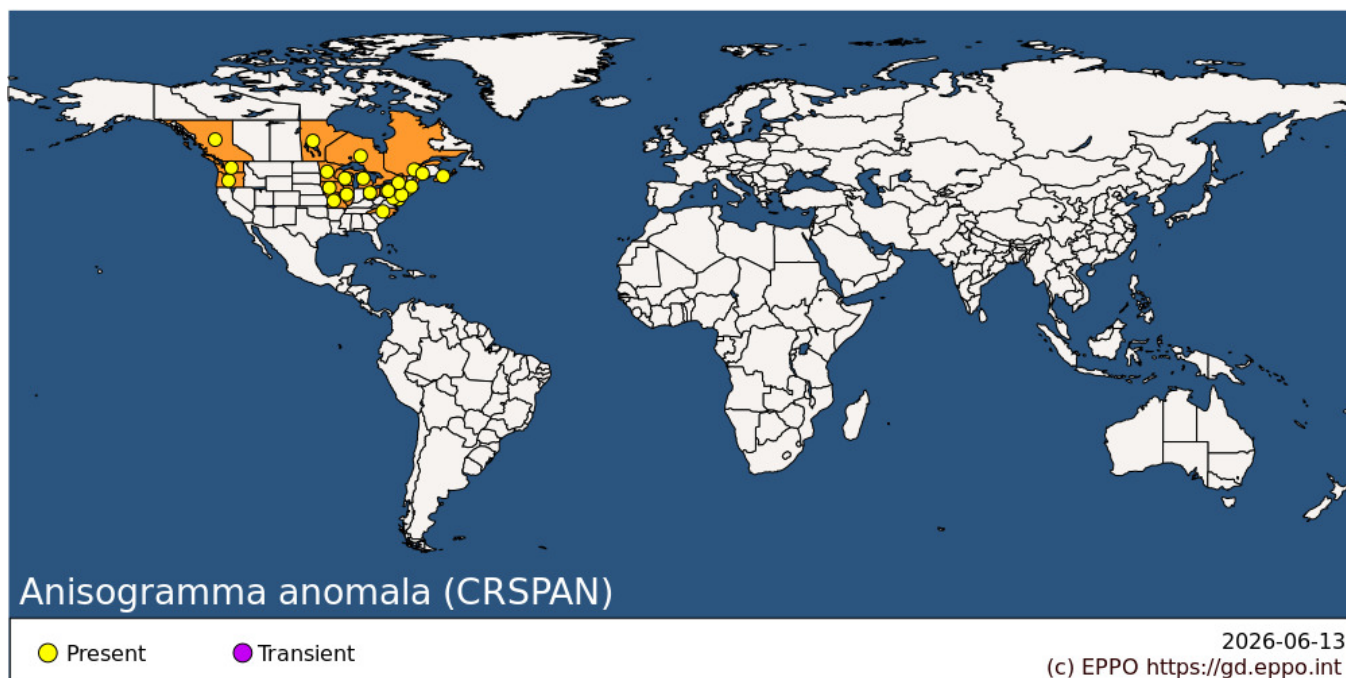 Anisogramma anomala (CRSPAN)
Present
Transient
2026-06-13
(c) EPPO https://gd.eppo.int